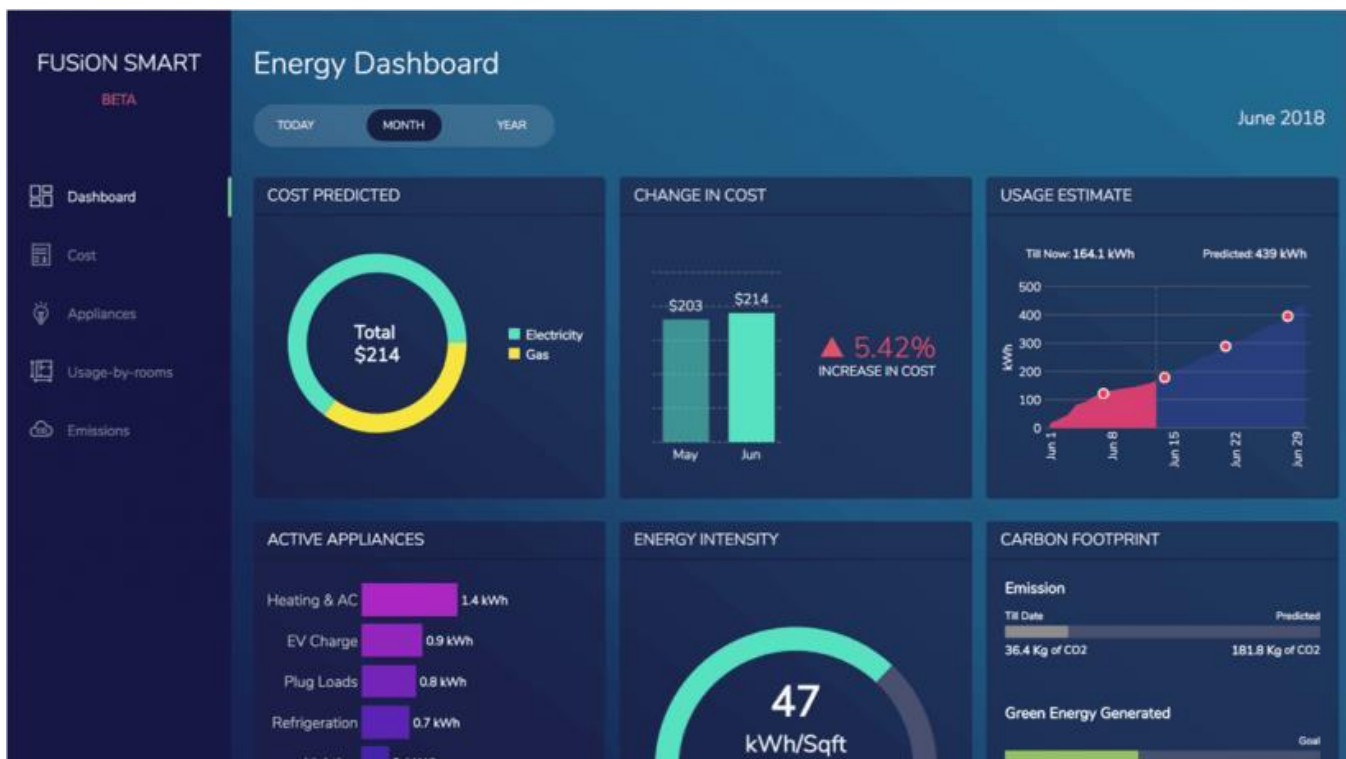 FUSiON SMART
BETA
Dashboard
Cost
Appliances
Usage-by-rooms
Emissions
Energy Dashboard
TODAY MONTH YEAR
June 2018
COST PREDICTED
Total
$214
Electricity
Gas
CHANGE IN COST
$203 $214
May Jun
▲ 5.42%
INCREASE IN COST
USAGE ESTIMATE
Till Now: 164.1 kWh Predicted: 439 kWh
kWh
500
400
300
200
100
0
Jun 1 Jun 8 Jun 15 Jun 22 Jun 29
ACTIVE APPLIANCES
Heating & AC 1.4 kWh
EV Charge 0.9 kWh
Plug Loads 0.8 kWh
Refrigeration 0.7 kWh
ENERGY INTENSITY
47
kWh/Sqft
CARBON FOOTPRINT
Emission
Till Date Predicted
36.4 Kg of CO2 181.8 Kg of CO2
Green Energy Generated
Goal